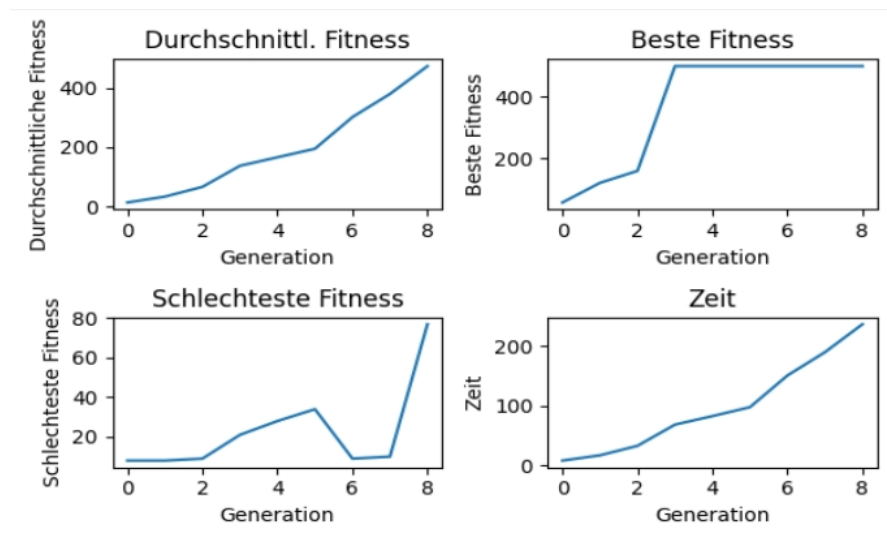 Durchschnittl. Fitness
Durchschnittliche Fitness
400
200
0
0 2 4 6 8
Generation
Beste Fitness
Beste Fitness
400
200
0 2 4 6 8
Generation
Schlechteste Fitness
Schlechteste Fitness
80
60
40
20
0 2 4 6 8
Generation
Zeit
Zeit
200
100
0
0 2 4 6 8
Generation